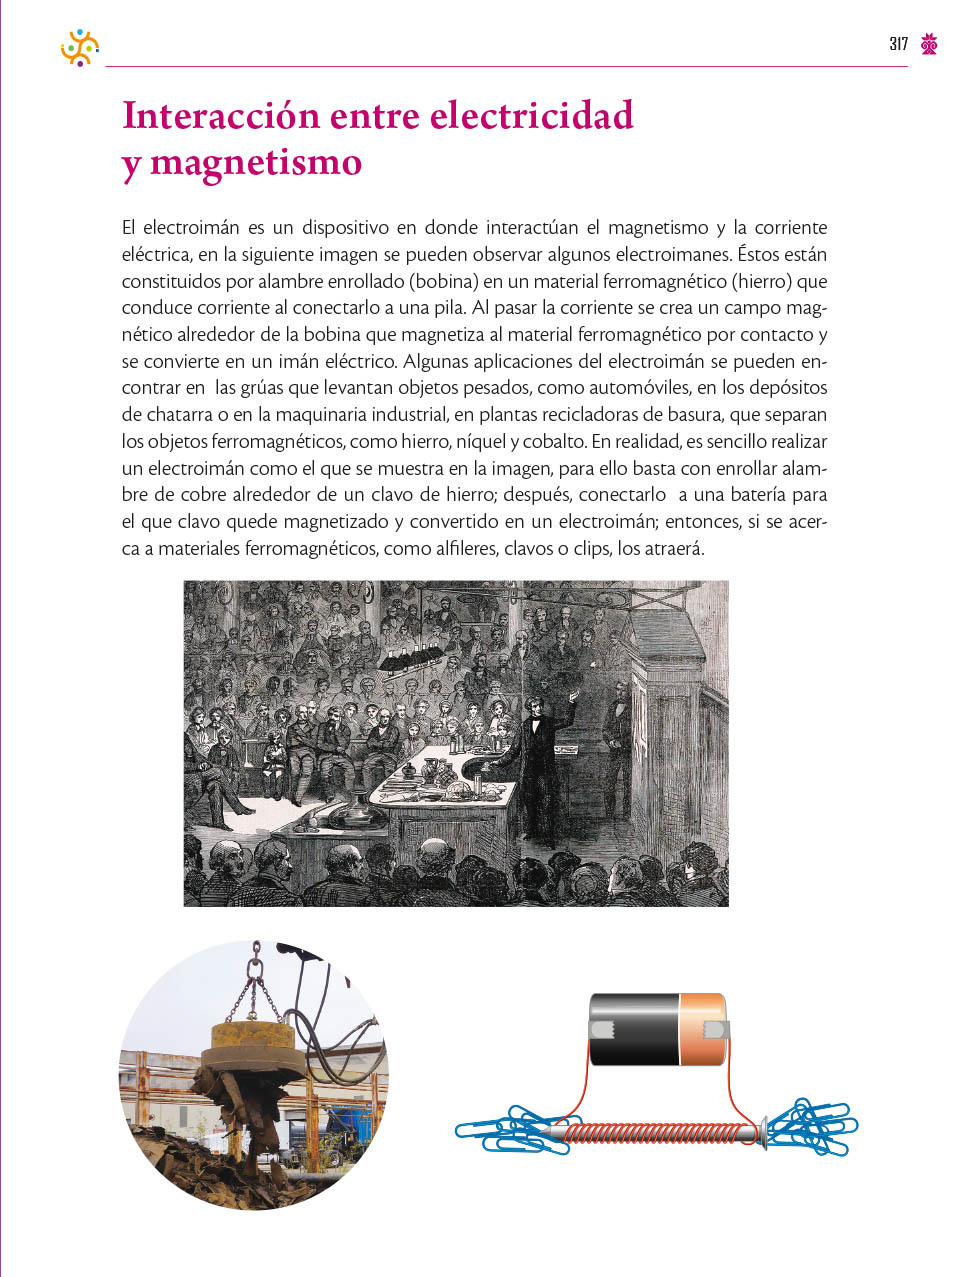 317
Interacción entre electricidad
y magnetismo
El electroimán es un dispositivo en donde interactúan el magnetismo y la corriente
eléctrica, en la siguiente imagen se pueden observar algunos electroimanes. Éstos están
constituidos por alambre enrollado (bobina) en un material ferromagnético (hierro) que
conduce corriente al conectarlo a una pila. Al pasar la corriente se crea un campo mag-
nético alrededor de la bobina que magnetiza al material ferromagnético por contacto y
se convierte en un imán eléctrico. Algunas aplicaciones del electroimán se pueden en-
contrar en las grúas que levantan objetos pesados, como automóviles, en los depósitos
de chatarra o en la maquinaria industrial, en plantas recicladoras de basura, que separan
los objetos ferromagnéticos, como hierro, níquel y cobalto. En realidad, es sencillo realizar
un electroimán como el que se muestra en la imagen, para ello basta con enrollar alam-
bre de cobre alrededor de un clavo de hierro; después, conectarlo a una batería para
el que clavo quede magnetizado y convertido en un electroimán; entonces, si se acer-
ca a materiales ferromagnéticos, como alfileres, clavos o clips, los atraerá.